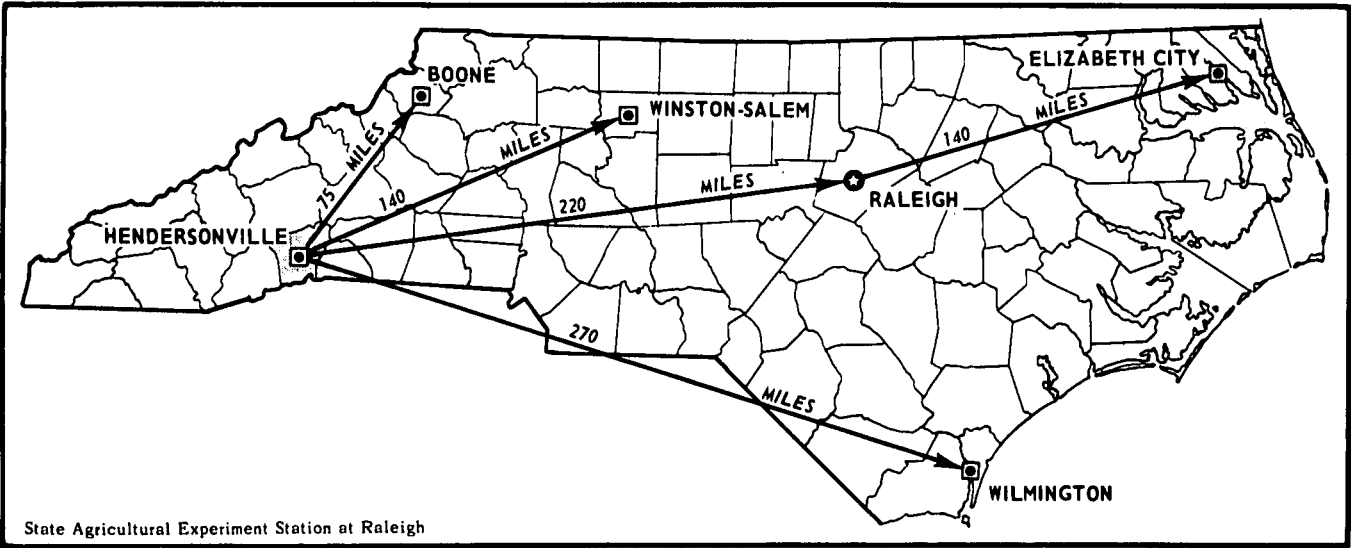 ELIZABETH CITY
BOONE
WINSTON-SALEM
MILES
140
MILES
75 — MILES
140
MILES
220
RALEIGH
HENDERSONVILLE
270
MILES
WILMINGTON
State Agricultural Experiment Station at Raleigh